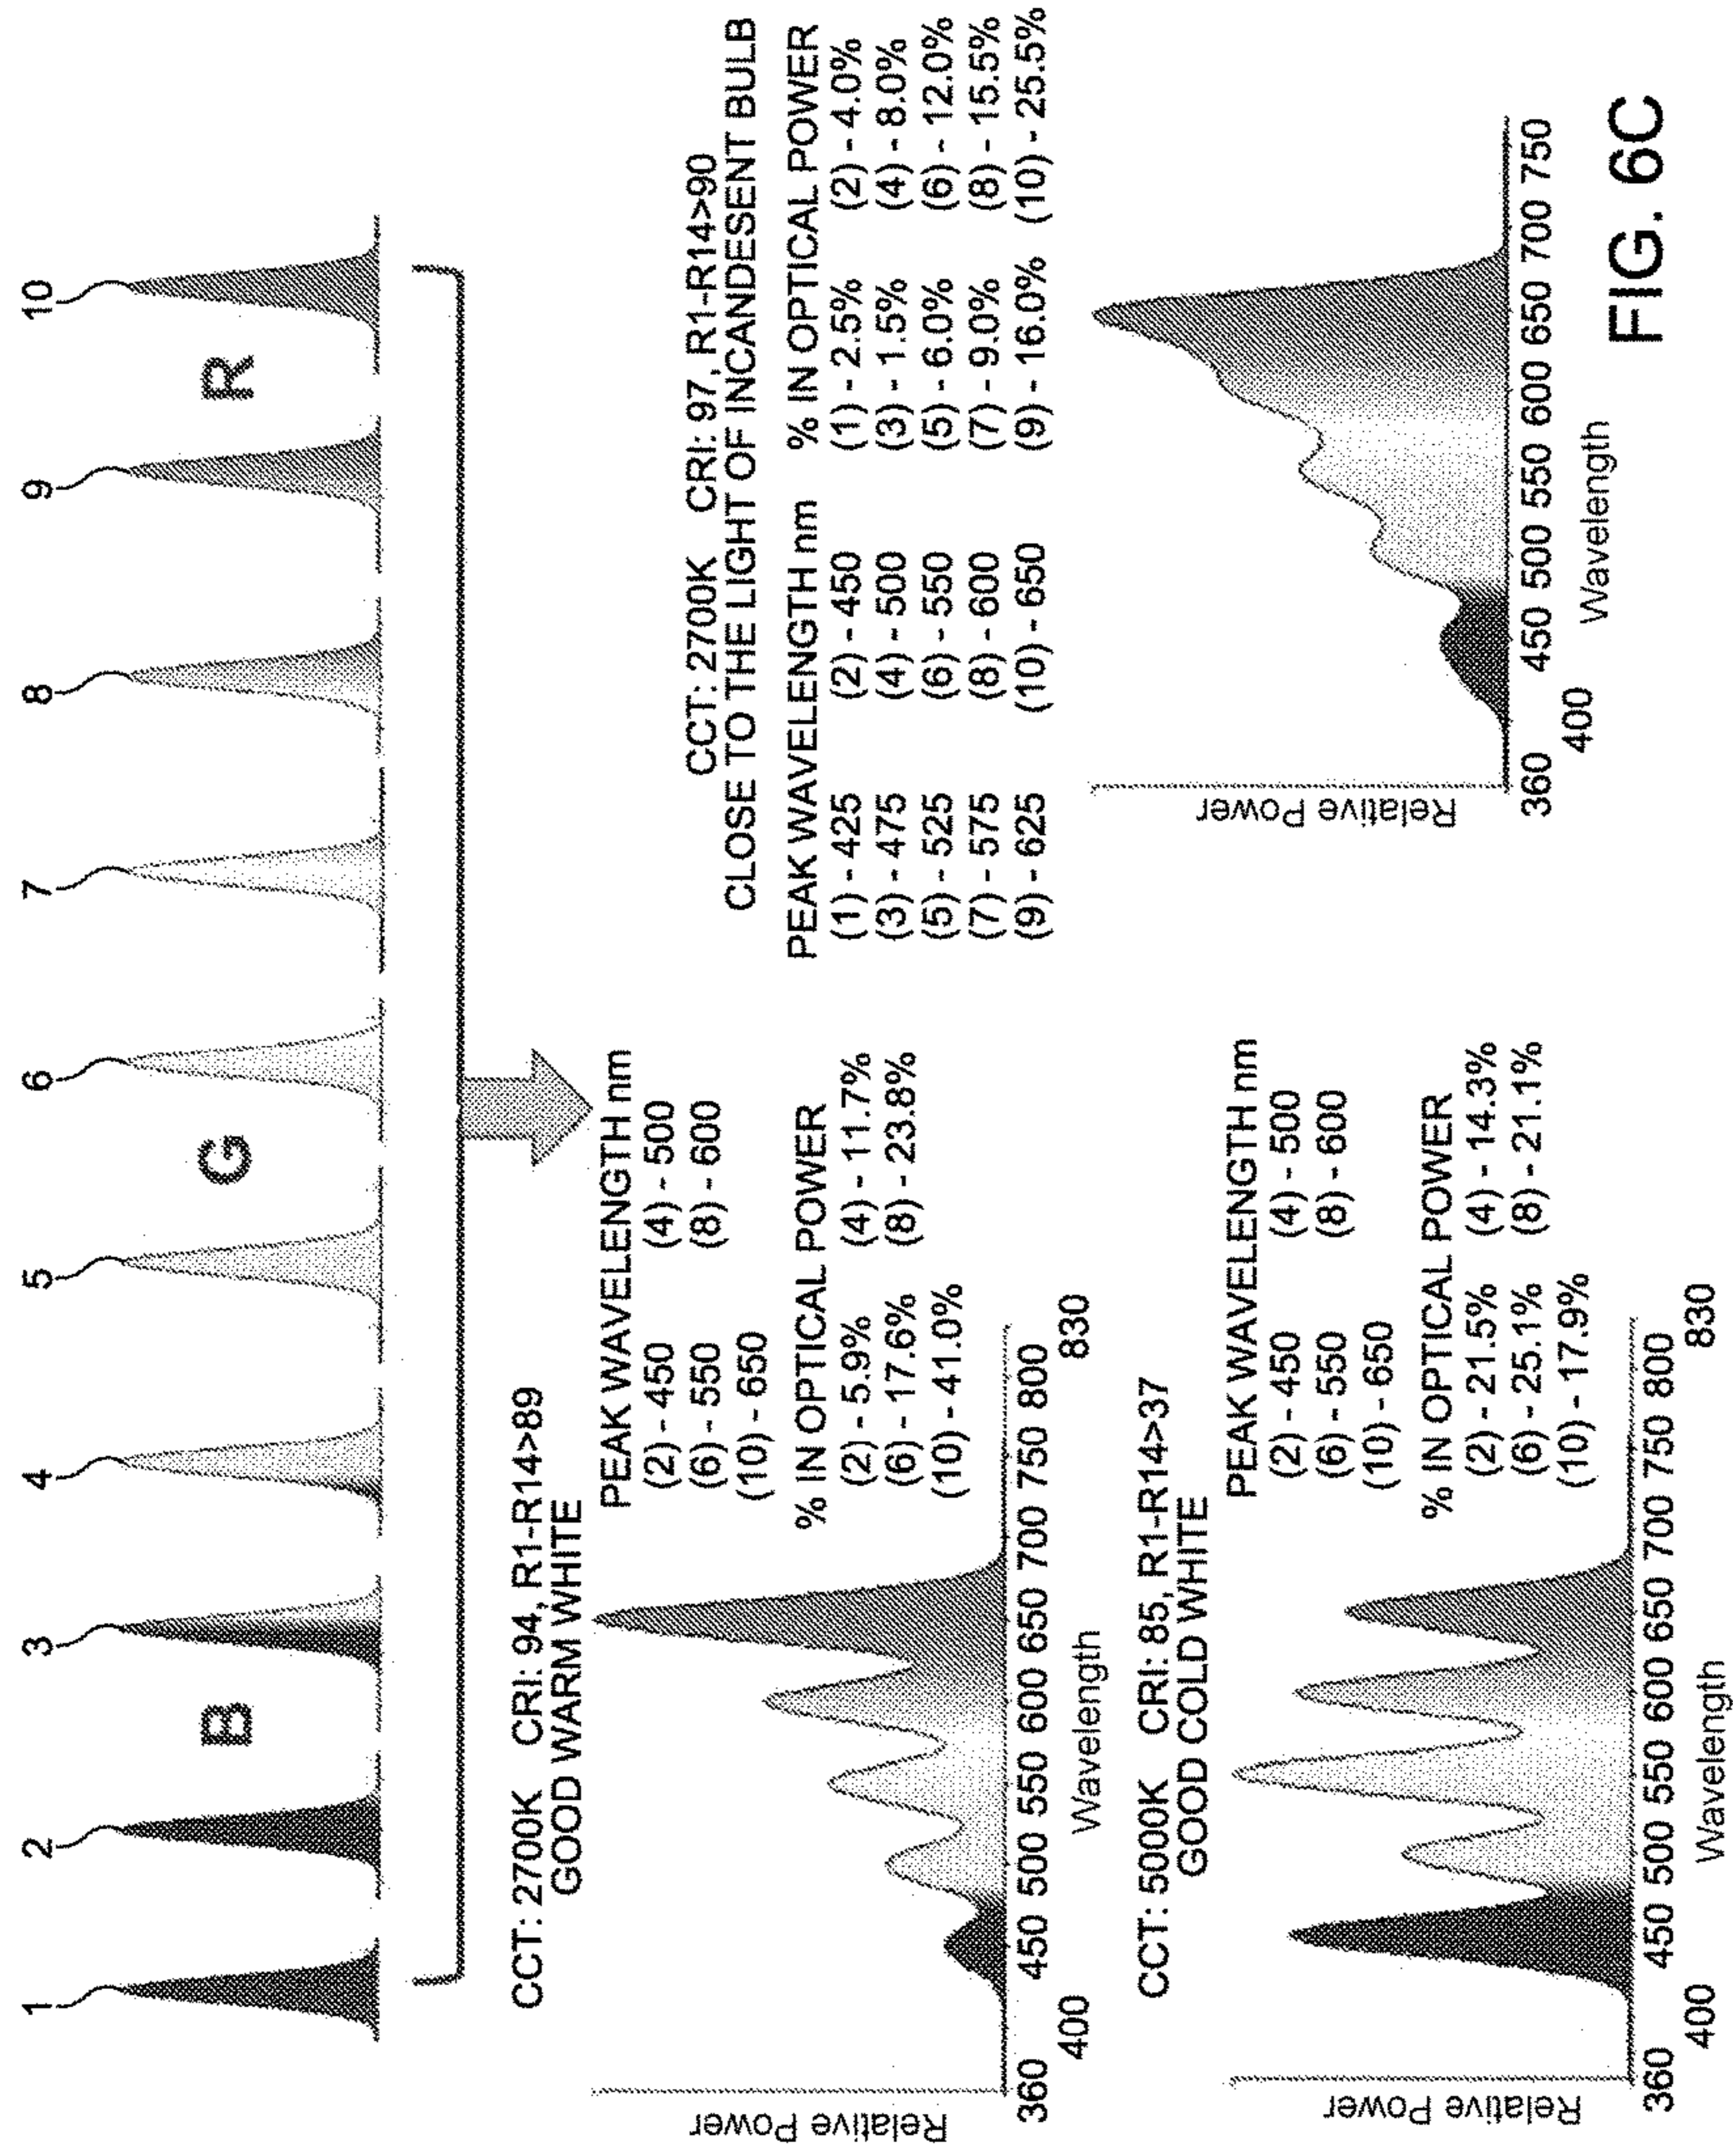 1 2 3 4 5 6 7 8 9 10
B G R
CCT: 2700K CRI: 94, R1-R14>89
GOOD WARM WHITE
PEAK WAVELENGTH nm
(2) - 450 (4) - 500
(6) - 550 (8) - 600
(10) - 650
% IN OPTICAL POWER
(2) - 5.9% (4) - 11.7%
(6) - 17.6% (8) - 23.8%
(10) - 41.0%
Relative Power
360 450 500 550 600 650 700 750 800
400 830
Wavelength
CCT: 5000K CRI: 85, R1-R14>37
GOOD COLD WHITE
PEAK WAVELENGTH nm
(2) - 450 (4) - 500
(6) - 550 (8) - 600
(10) - 650
% IN OPTICAL POWER
(2) - 21.5% (4) - 14.3%
(6) - 25.1% (8) - 21.1%
(10) - 17.9%
Relative Power
360 450 500 550 600 650 700 750 800
400 830
Wavelength
CCT: 2700K CRI: 97, R1-R14>90
CLOSE TO THE LIGHT OF INCANDESENT BULB
PEAK WAVELENGTH nm % IN OPTICAL POWER
(1) - 425 (2) - 450 (1) - 2.5% (2) - 4.0%
(3) - 475 (4) - 500 (3) - 1.5% (4) - 8.0%
(5) - 525 (6) - 550 (5) - 6.0% (6) - 12.0%
(7) - 575 (8) - 600 (7) - 9.0% (8) - 15.5%
(9) - 625 (10) - 650 (9) - 16.0% (10) - 25.5%
Relative Power
360 450 500 550 600 650 700 750
400
Wavelength
FIG. 6C